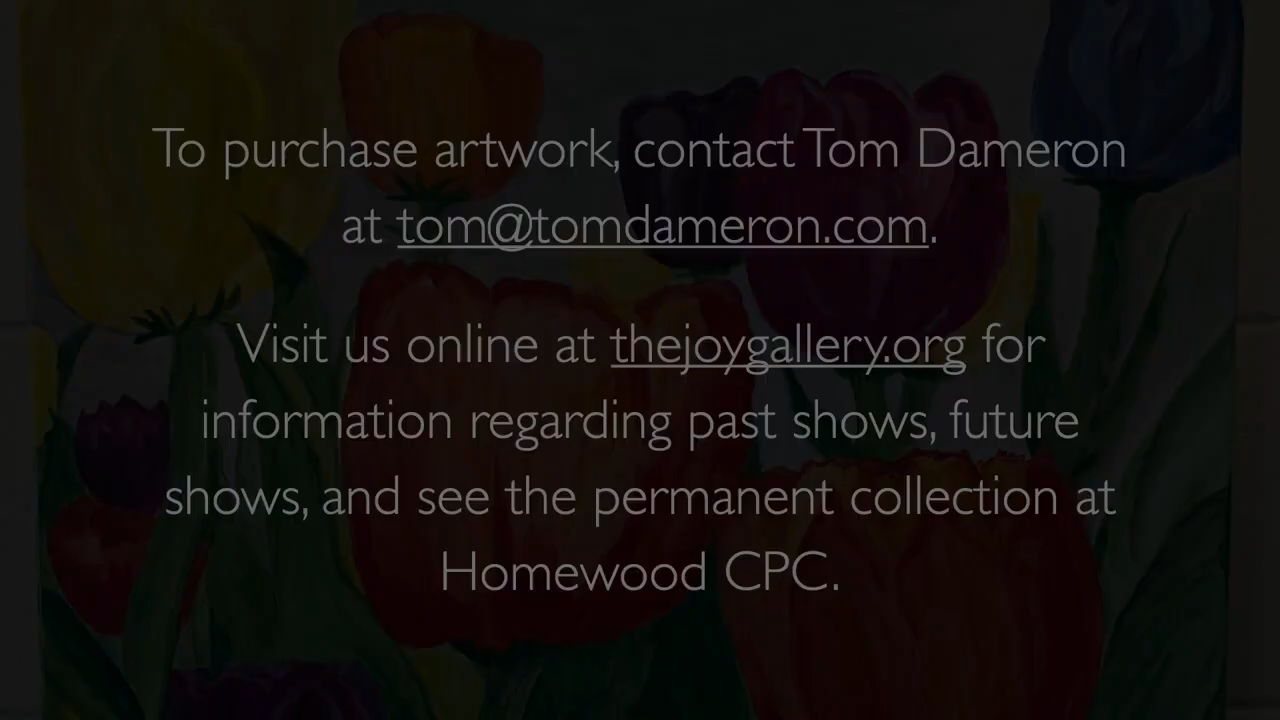 To purchase artwork, contact Tom Dameron
at tom@tomdameron.com.
Visit us online at thejoygallery.org for
information regarding past shows, future
shows, and see the permanent collection at
Homewood CPC.